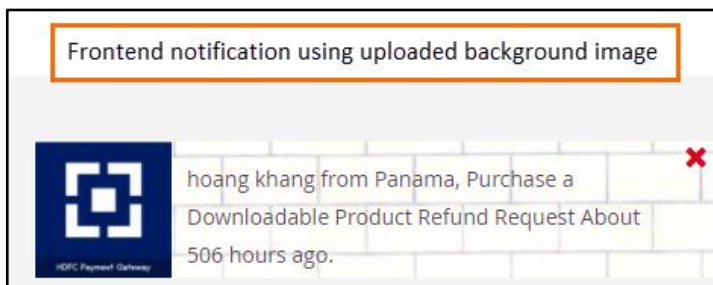 Frontend notification using uploaded background image
hoang khang from Panama, Purchase a
Downloadable Product Refund Request About
506 hours ago.
HDFC Payment Gateway